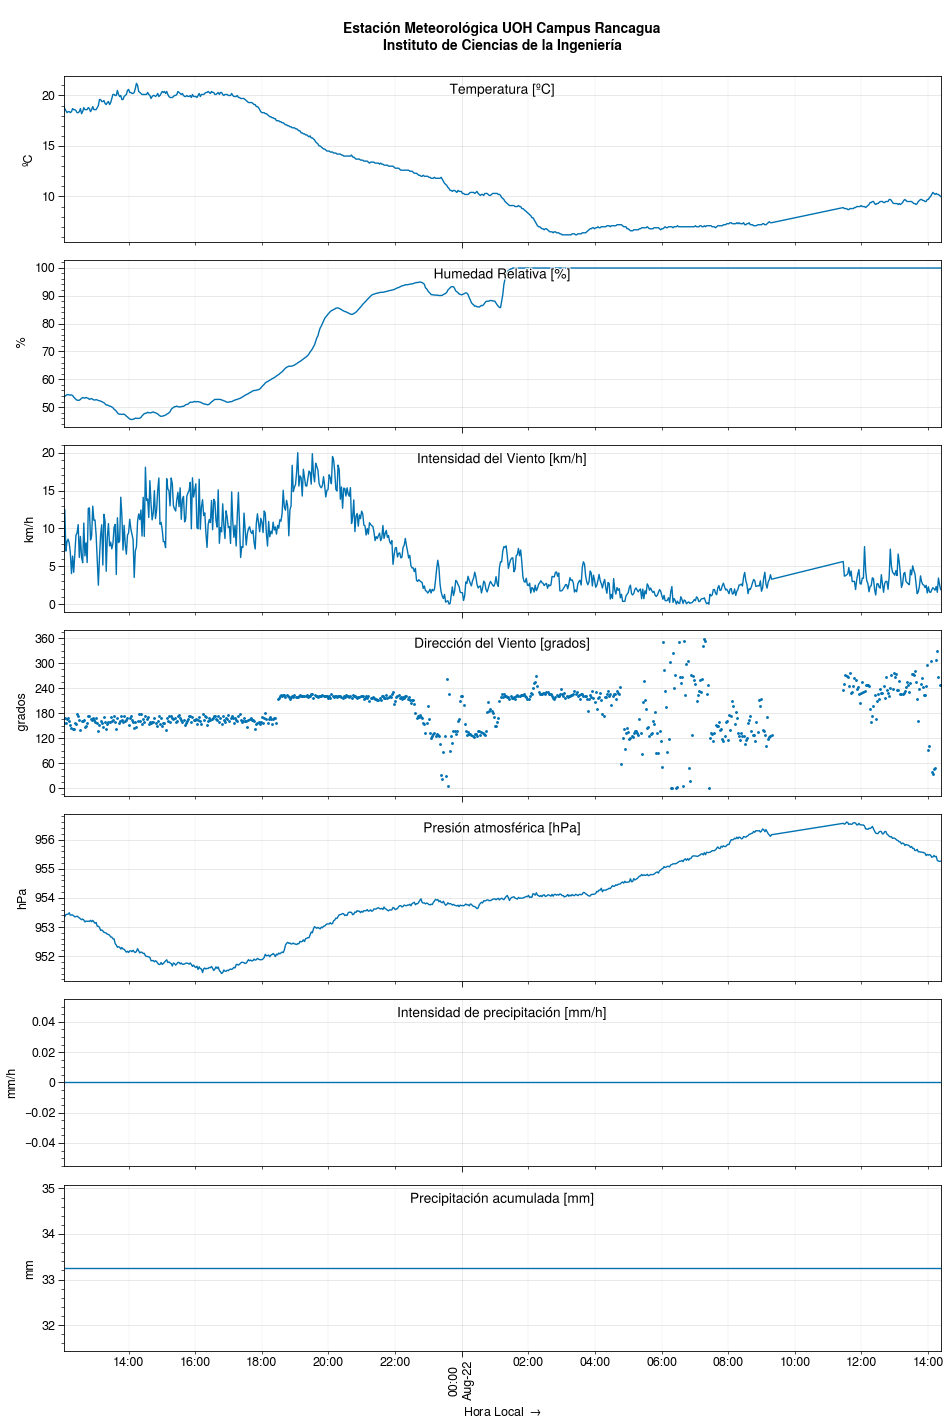 Estación Meteorológica UOH Campus Rancagua
Instituto de Ciencias de la Ingeniería
Temperatura [ºC]
ºC
20
15
10
Humedad Relativa [%]
%
100
90
80
70
60
50
Intensidad del Viento [km/h]
km/h
20
15
10
5
0
Dirección del Viento [grados]
grados
360
300
240
180
120
60
0
Presión atmosférica [hPa]
hPa
956
955
954
953
952
Intensidad de precipitación [mm/h]
mm/h
0.04
0.02
0
−0.02
−0.04
Precipitación acumulada [mm]
mm
35
34
33
32
14:00 16:00 18:00 20:00 22:00 00:00 02:00 04:00 06:00 08:00 10:00 12:00 14:00
Aug-22
Hora Local →